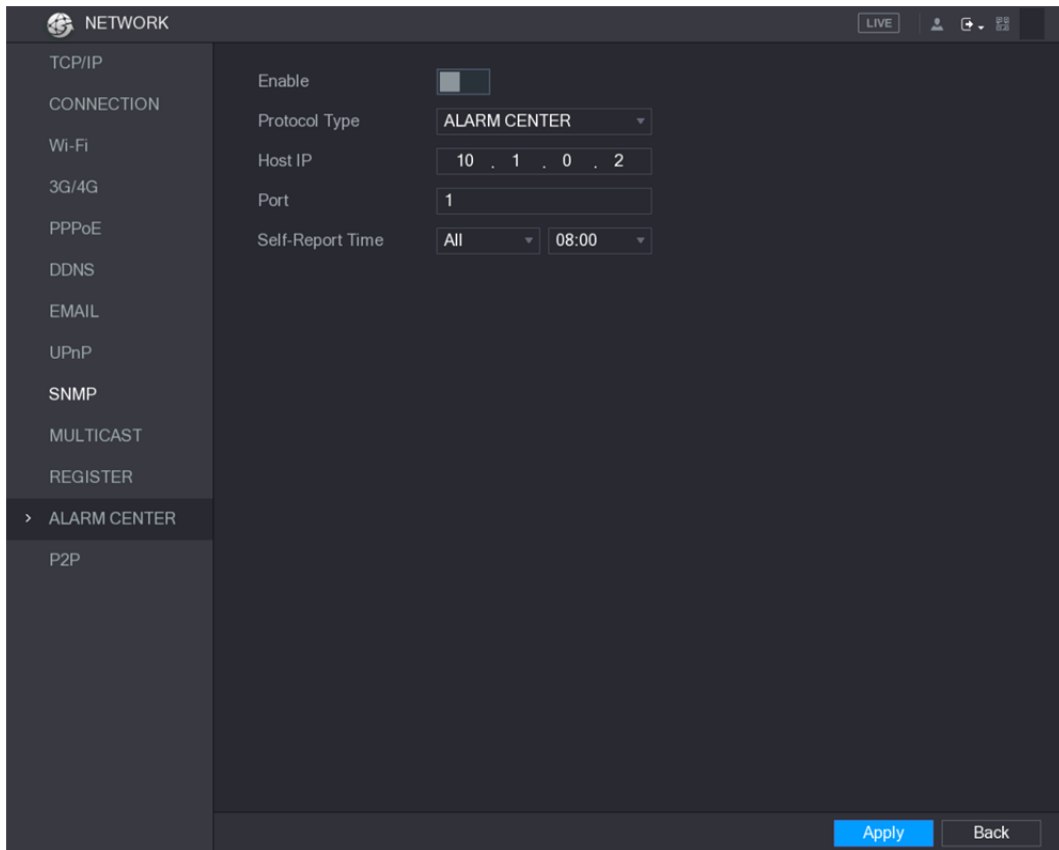 NETWORK
LIVE
TCP/IP
CONNECTION
Wi-Fi
3G/4G
PPPoE
DDNS
EMAIL
UPnP
SNMP
MULTICAST
REGISTER
> ALARM CENTER
P2P
Enable
Protocol Type ALARM CENTER
Host IP 10 . 1 . 0 . 2
Port 1
Self-Report Time All 08:00
Apply Back